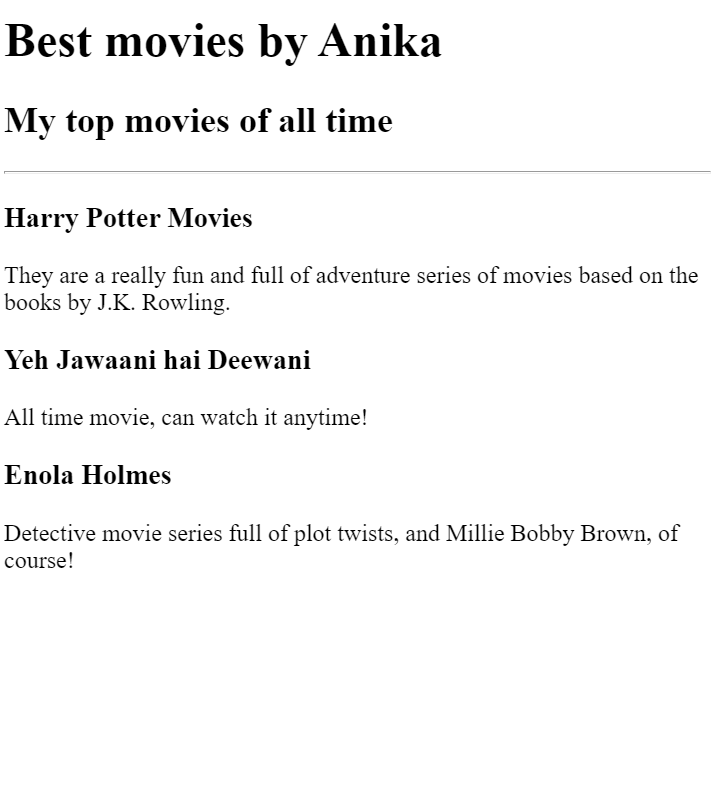 Best movies by Anika
My top movies of all time
Harry Potter Movies
They are a really fun and full of adventure series of movies based on the
books by J.K. Rowling.
Yeh Jawaani hai Deewani
All time movie, can watch it anytime!
Enola Holmes
Detective movie series full of plot twists, and Millie Bobby Brown, of
course!